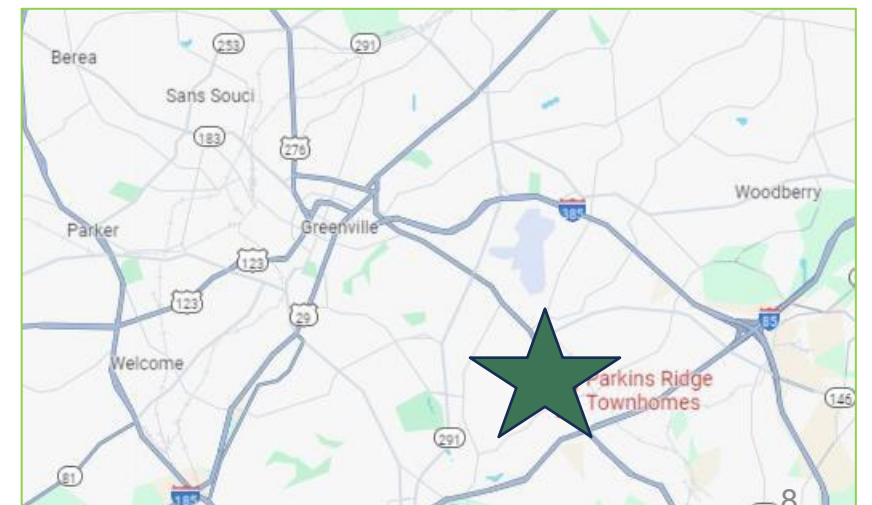 253
291
Berea
Sans Souci
183
276
Woodberry
385
Parker
Greenville
123
123
29
85
Welcome
Parkins Ridge
Townhomes
146
291
81
185
8